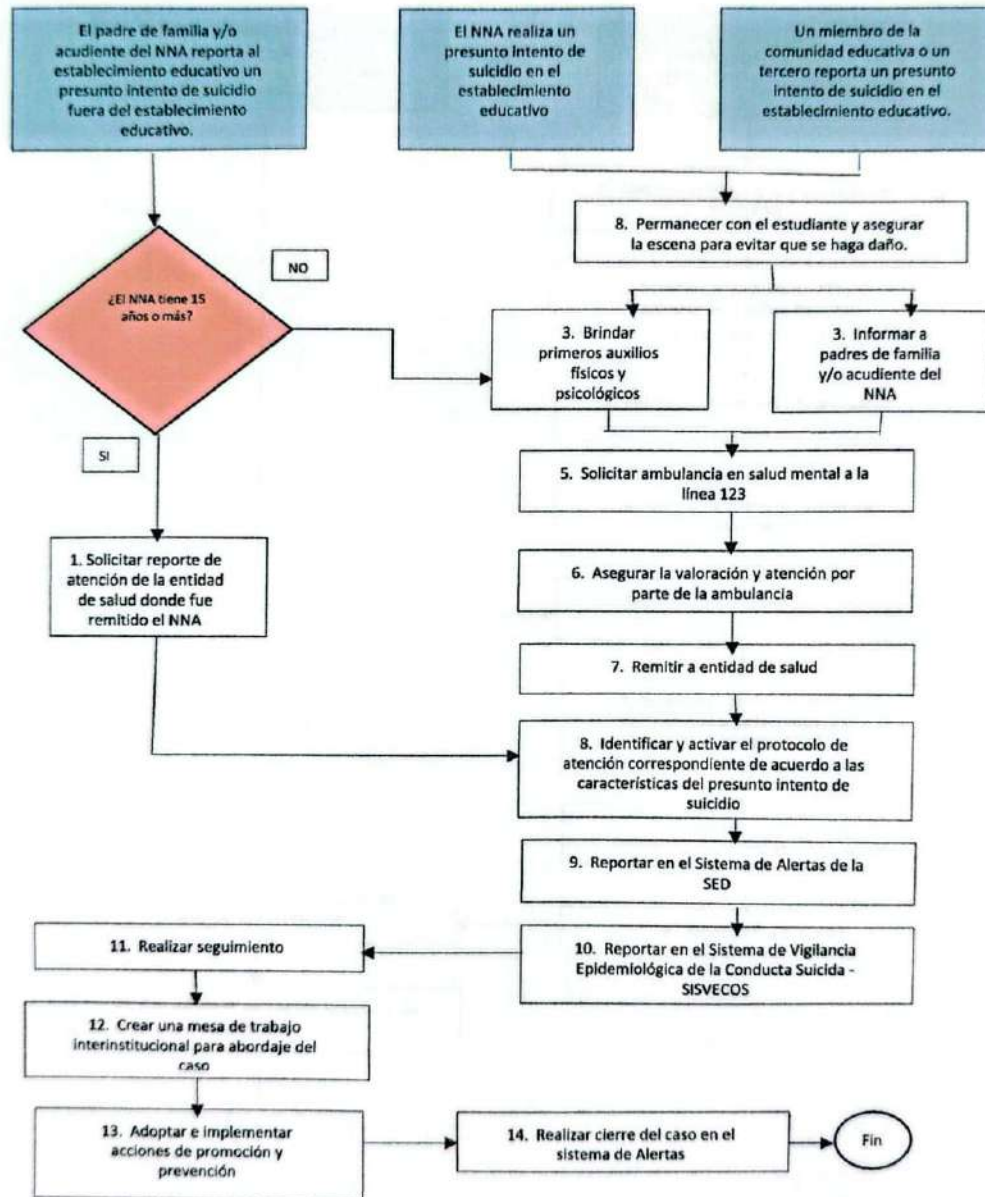 El padre de familia y/o
acudiente del NNA reporta al
establecimiento educativo un
presunto intento de suicidio
fuera del establecimiento
educativo.
El NNA realiza un
presunto intento de
suicidio en el
establecimiento
educativo
Un miembro de la
comunidad educativa o un
tercero reporta un presunto
intento de suicidio en el
establecimiento educativo.
8. Permanecer con el estudiante y asegurar
la escena para evitar que se haga daño.
NO
¿El NNA tiene 15
años o más?
3. Brindar
primeros auxilios
físicos y
psicológicos
3. Informar a
padres de familia
y/o acudiente del
NNA
SI
5. Solicitar ambulancia en salud mental a la
línea 123
1. Solicitar reporte de
atención de la entidad
de salud donde fue
remitido el NNA
6. Asegurar la valoración y atención por
parte de la ambulancia
7. Remitir a entidad de salud
8. Identificar y activar el protocolo de
atención correspondiente de acuerdo a las
características del presunto intento de
suicidio
9. Reportar en el Sistema de Alertas de la
SED
10. Reportar en el Sistema de Vigilancia
Epidemiológica de la Conducta Suicida -
SISVECOS
11. Realizar seguimiento
12. Crear una mesa de trabajo
interinstitucional para abordaje del
caso
13. Adoptar e implementar
acciones de promoción y
prevención
14. Realizar cierre del caso en el
sistema de Alertas
Fin